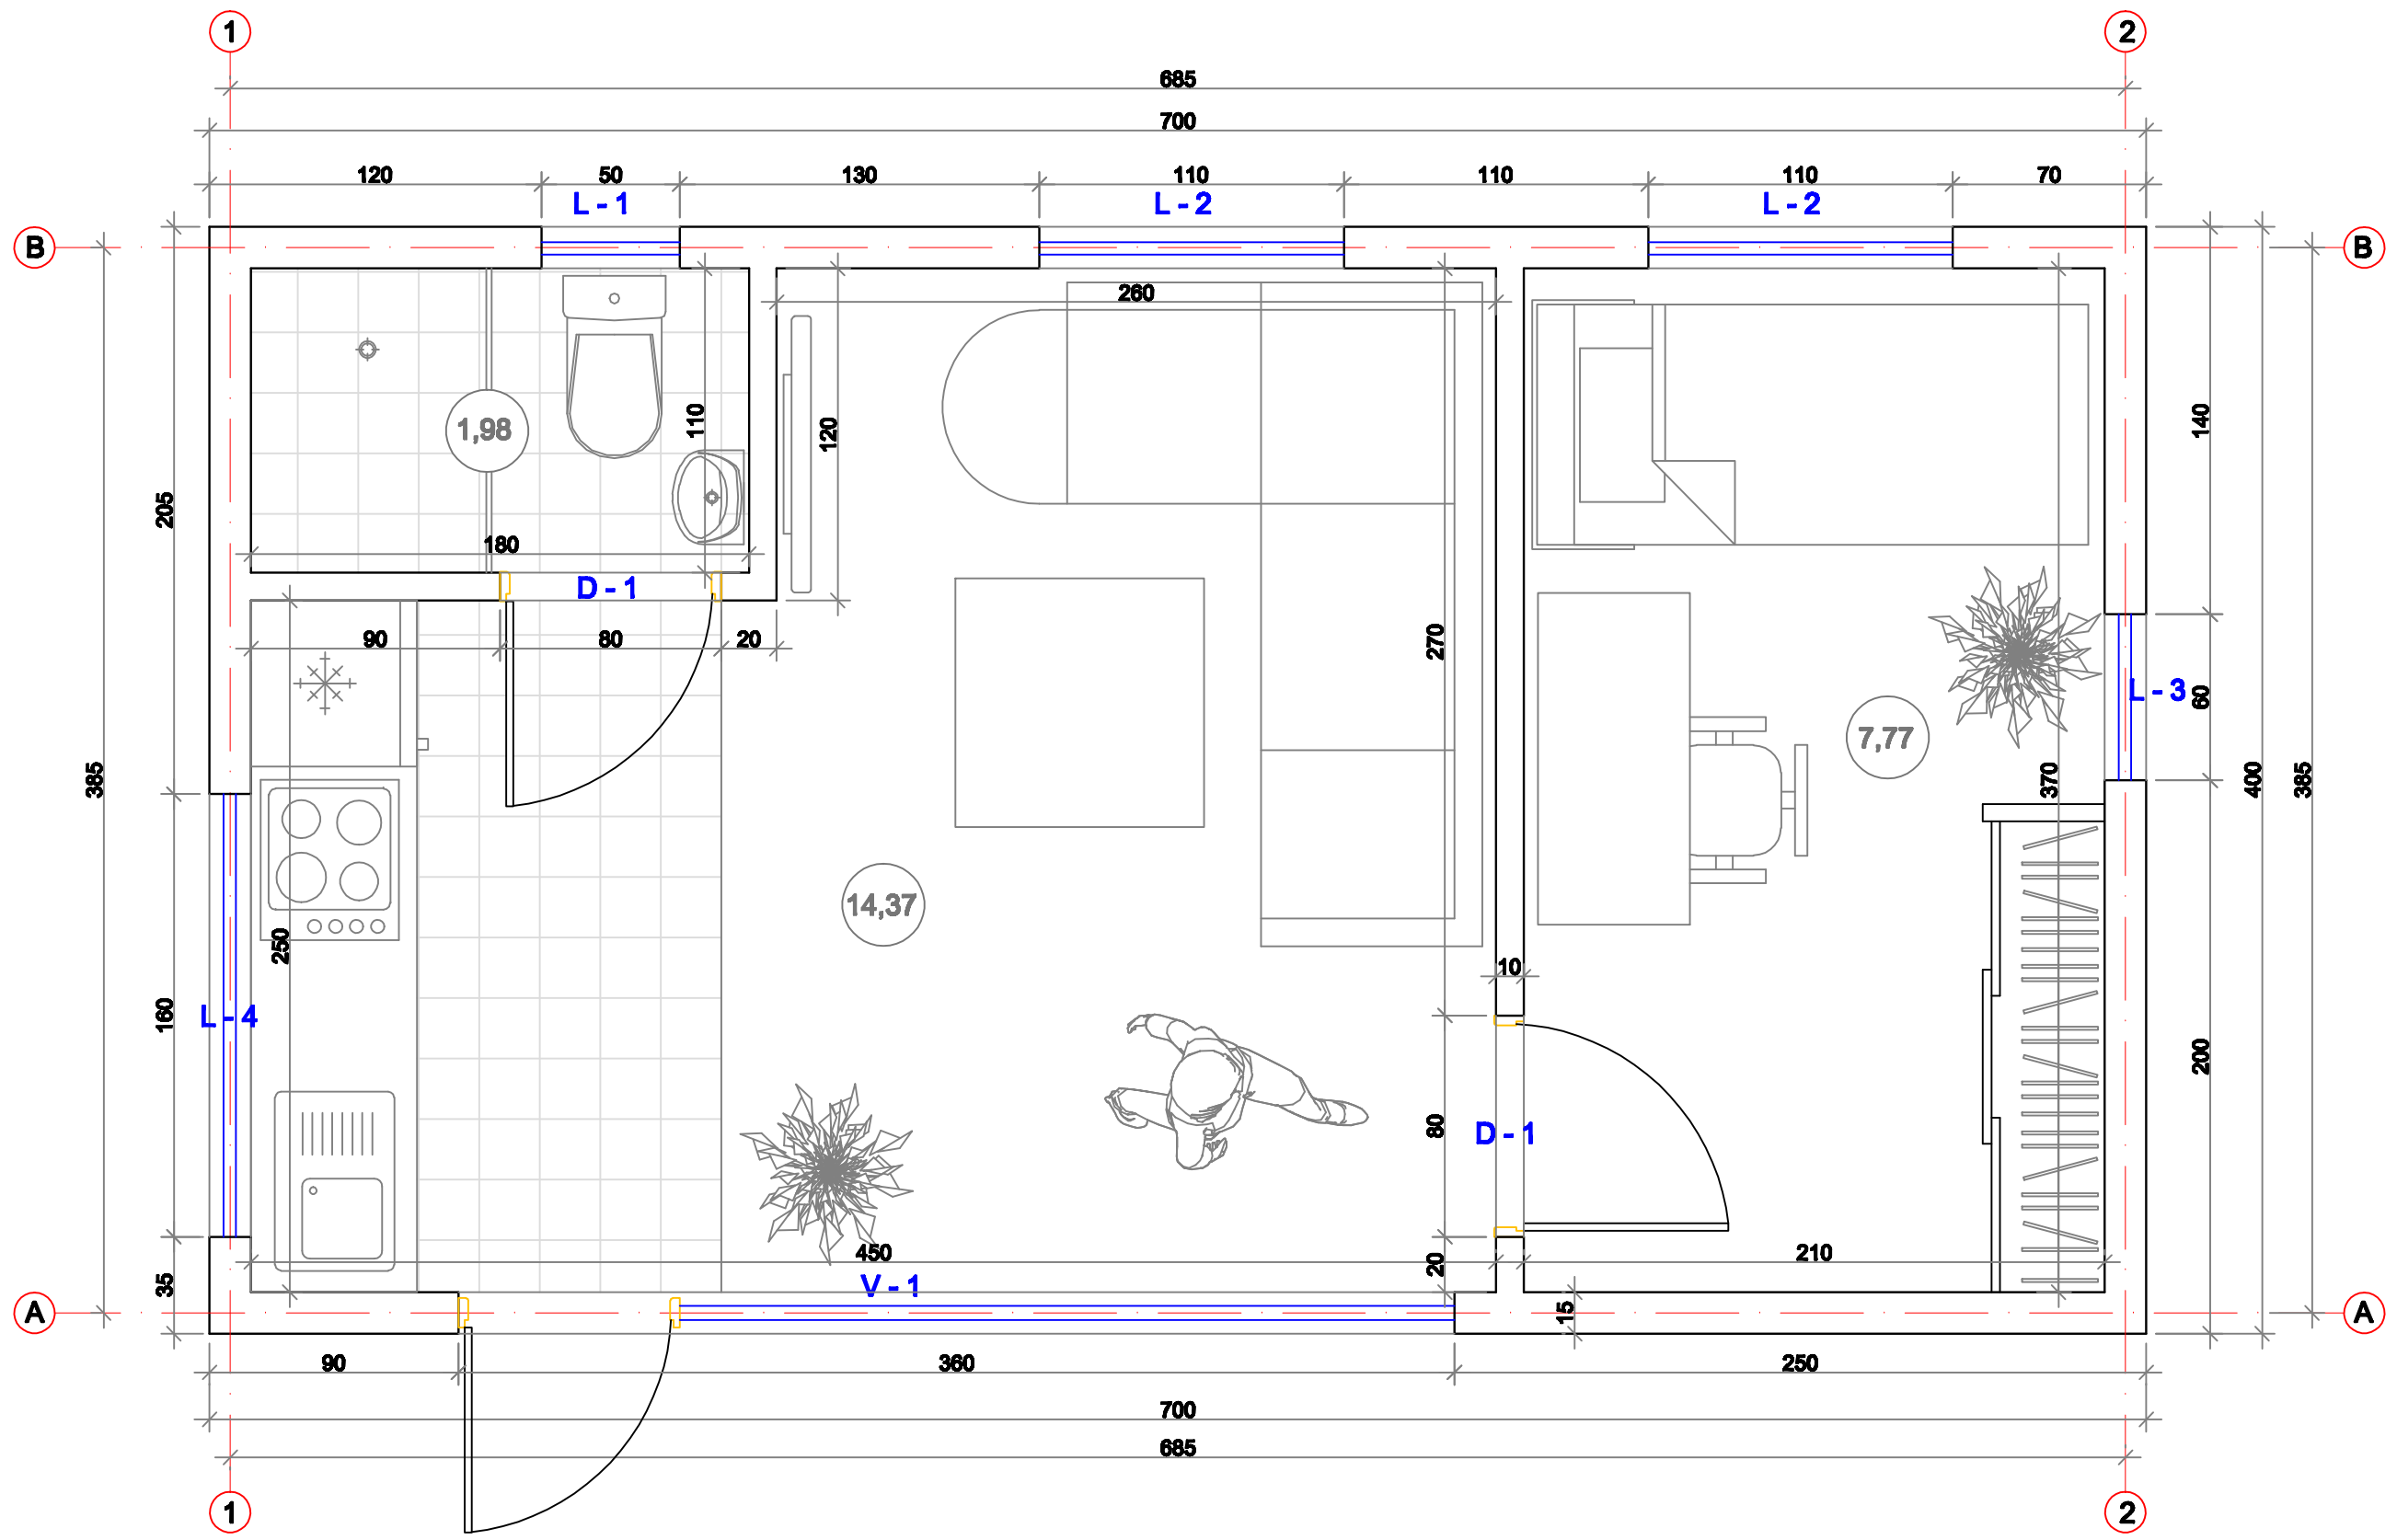 1 2
685
700
120 50 130 110 110 110 70
L - 1 L - 2 L - 2
B B
260
1,98 110 120 140
205
180
D - 1
90 80 20 270
L - 3 60
7,77
385 370 400 385
14,37
250
10
160 L - 4 200
80 D - 1
450 20 210
35 V - 1
A 15 A
90 360 250
700
685
1 2